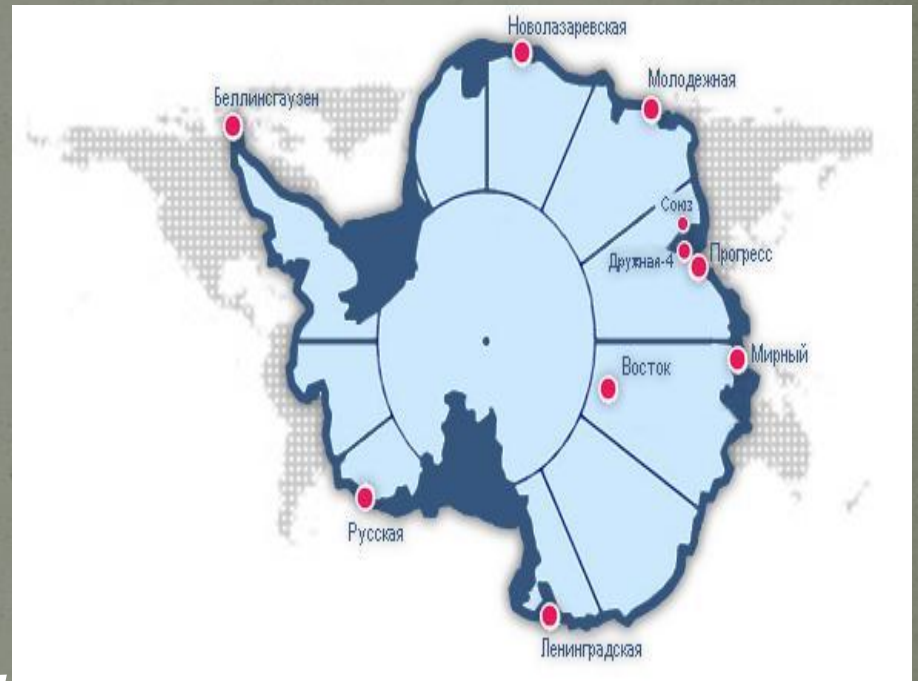 Новолазаревская
Молодежная
Беллинсгаузен
Союз
Дружная-4
Прогресс
Мирный
Восток
Русская
Ленинградская